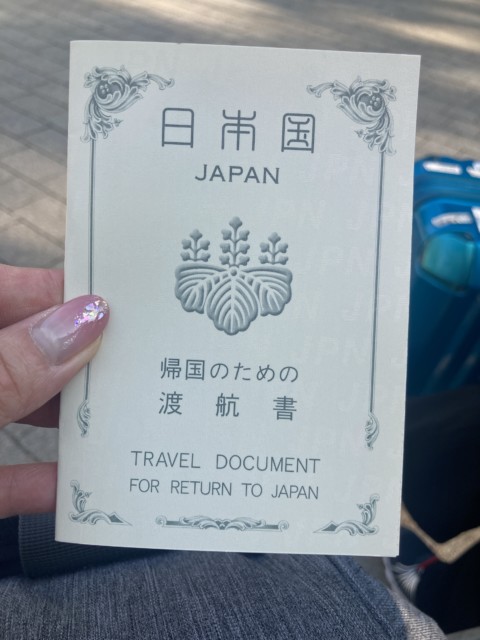 日本国
JAPAN
帰国のための
渡航書
TRAVEL DOCUMENT
FOR RETURN TO JAPAN